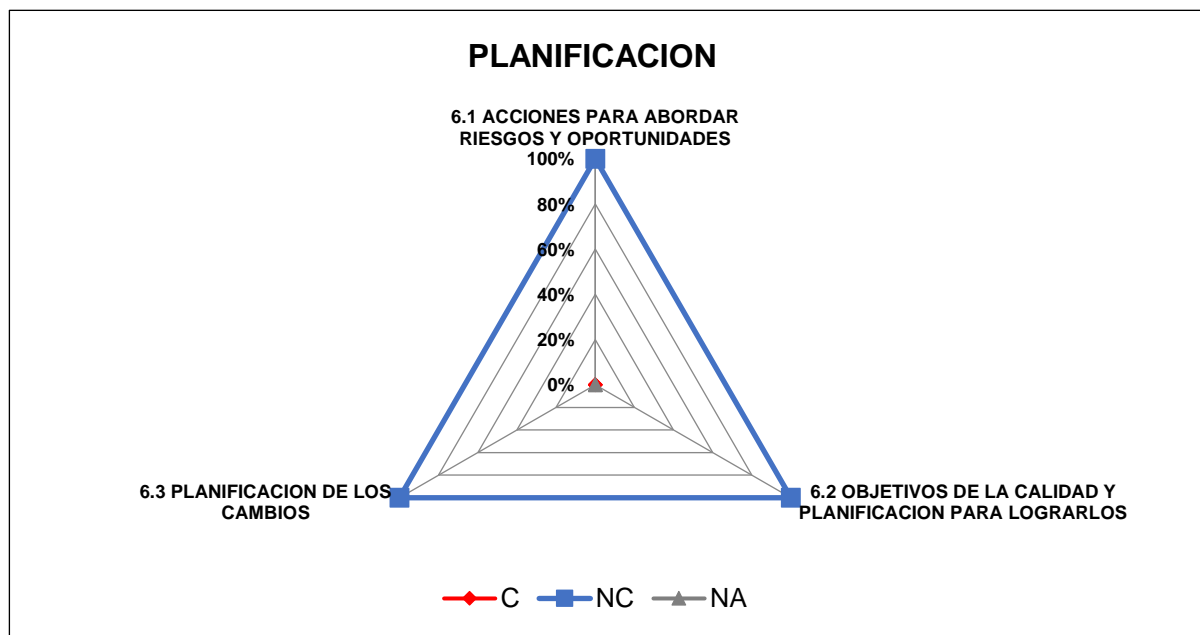 PLANIFICACION
6.1 ACCIONES PARA ABORDAR
RIESGOS Y OPORTUNIDADES
100%
80%
60%
40%
20%
0%
6.3 PLANIFICACION DE LOS
CAMBIOS
6.2 OBJETIVOS DE LA CALIDAD Y
PLANIFICACION PARA LOGRARLOS
C NC NA